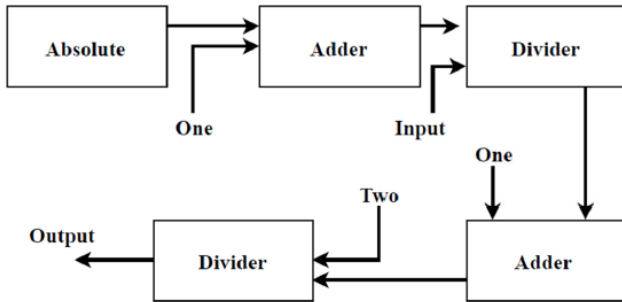 Absolute
Adder
Divider
One
Input
One
Two
Output
Divider
Adder